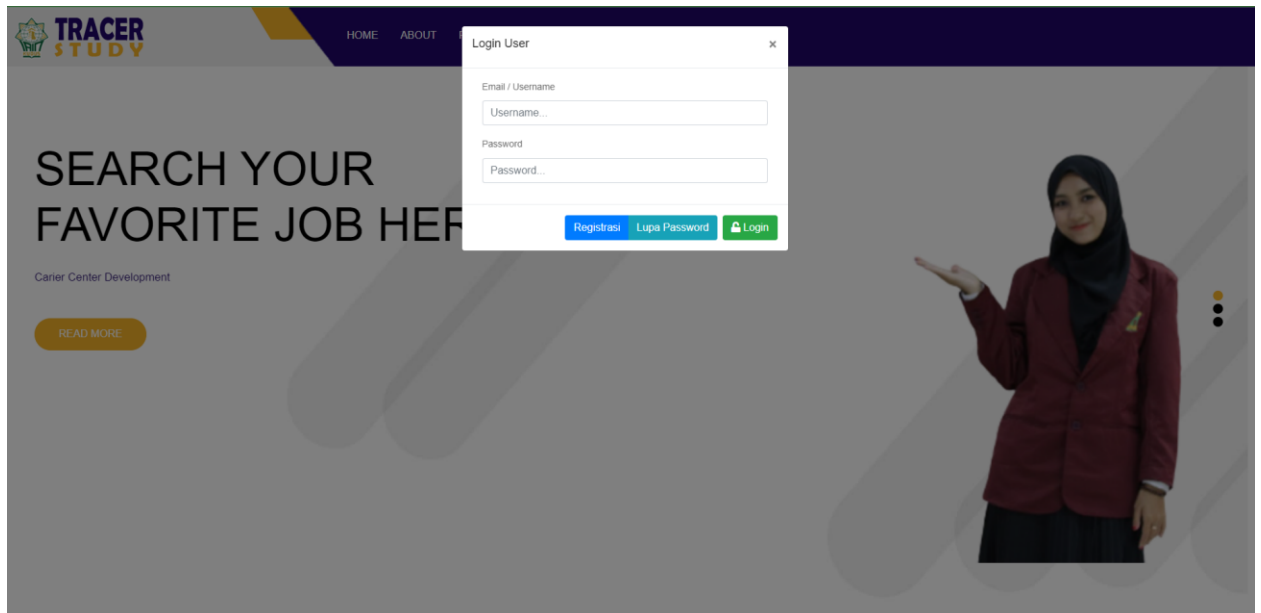 TRACER
STUDY
HOME ABOUT
Login User ×
Email / Username
Username...
Password
Password...
Registrasi Lupa Password Login
SEARCH YOUR
FAVORITE JOB HER
Carier Center Development
READ MORE